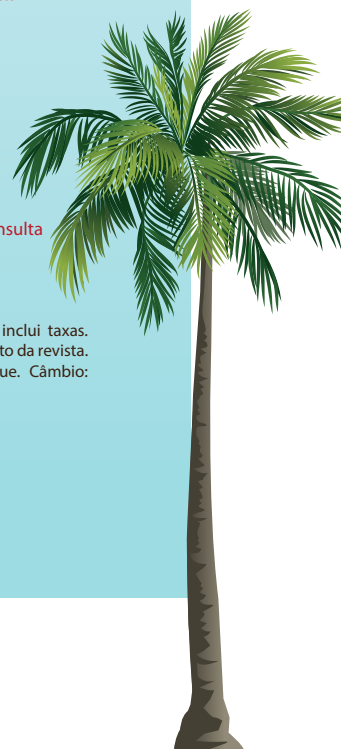 nsulta
inclui taxas.
to da revista.
ue. Câmbio: